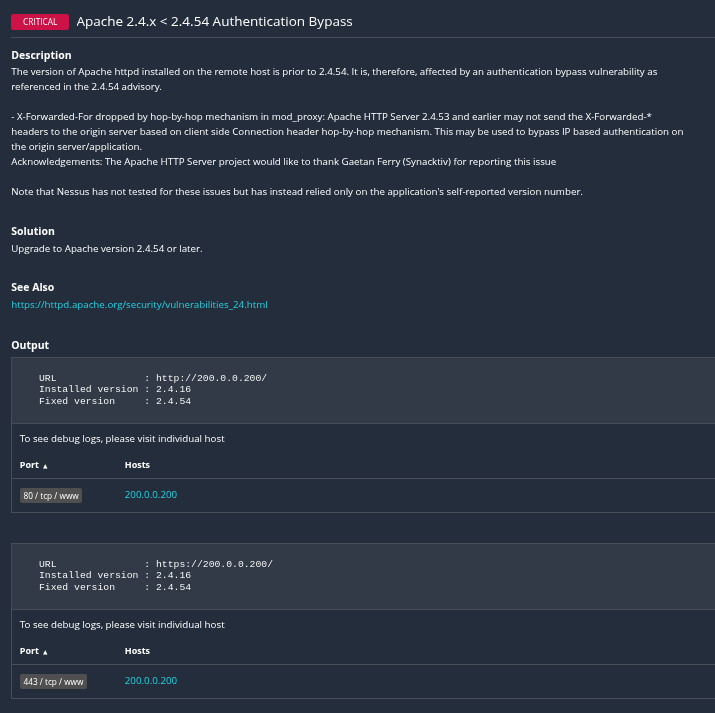 CRITICAL Apache 2.4.x < 2.4.54 Authentication Bypass
Description
The version of Apache httpd installed on the remote host is prior to 2.4.54. It is, therefore, affected by an authentication bypass vulnerability as
referenced in the 2.4.54 advisory.
- X-Forwarded-For dropped by hop-by-hop mechanism in mod_proxy: Apache HTTP Server 2.4.53 and earlier may not send the X-Forwarded-*
headers to the origin server based on client side Connection header hop-by-hop mechanism. This may be used to bypass IP based authentication on
the origin server/application.
Acknowledgements: The Apache HTTP Server project would like to thank Gaetan Ferry (Synacktiv) for reporting this issue
Note that Nessus has not tested for these issues but has instead relied only on the application's self-reported version number.
Solution
Upgrade to Apache version 2.4.54 or later.
See Also
https://httpd.apache.org/security/vulnerabilities_24.html
Output
URL : http://200.0.0.200/
Installed version : 2.4.16
Fixed version : 2.4.54
To see debug logs, please visit individual host
Port ▲ Hosts
80 / tcp / www 200.0.0.200
URL : https://200.0.0.200/
Installed version : 2.4.16
Fixed version : 2.4.54
To see debug logs, please visit individual host
Port ▲ Hosts
443 / tcp / www 200.0.0.200